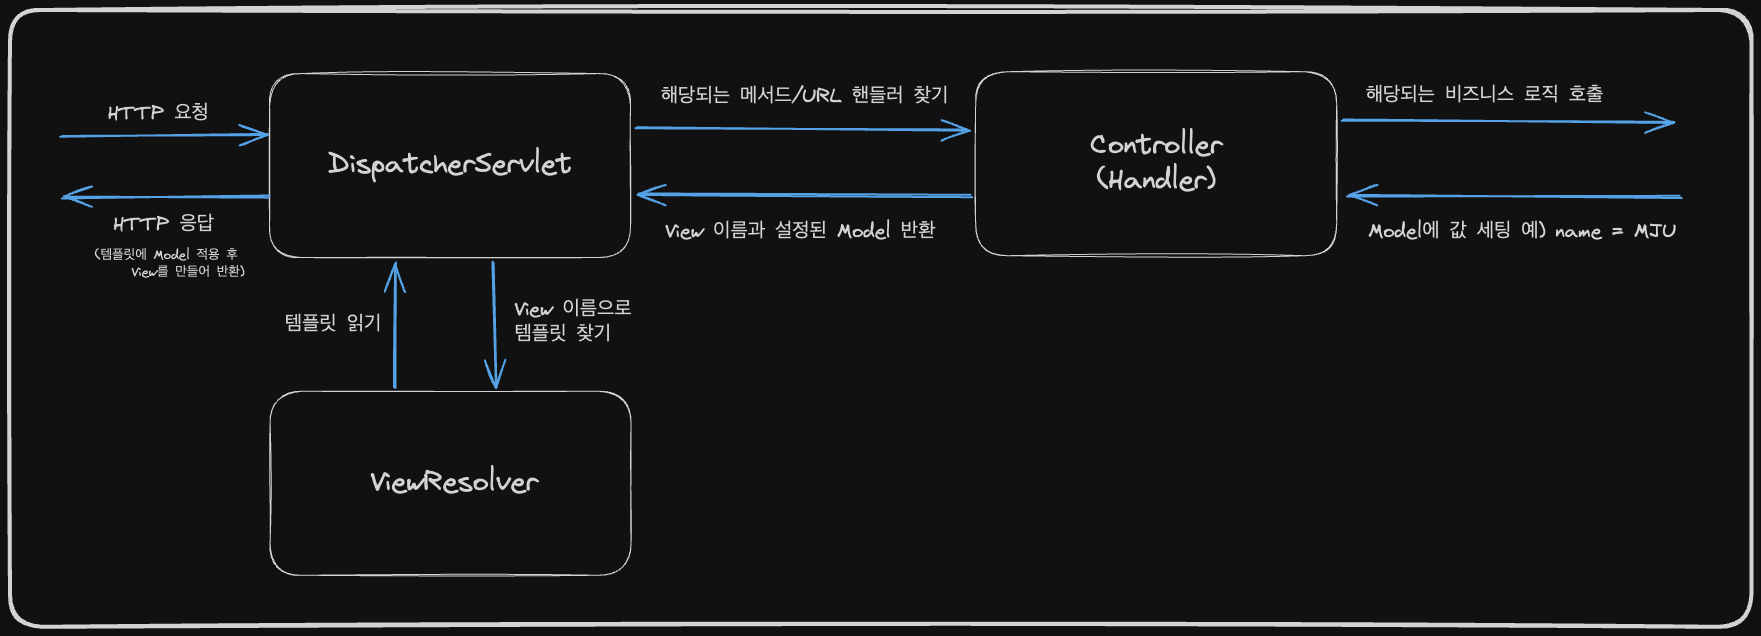 HTTP 요청
DispatcherServlet
해당되는 메서드/URL 핸들러 찾기
Controller
(Handler)
해당되는 비즈니스 로직 호출
HTTP 응답
(템플릿에 Model 적용 후
View를 만들어 반환)
View 이름과 설정된 Model 반환
Model에 값 세팅 예) name = MJU
템플릿 읽기
View 이름으로
템플릿 찾기
ViewResolver